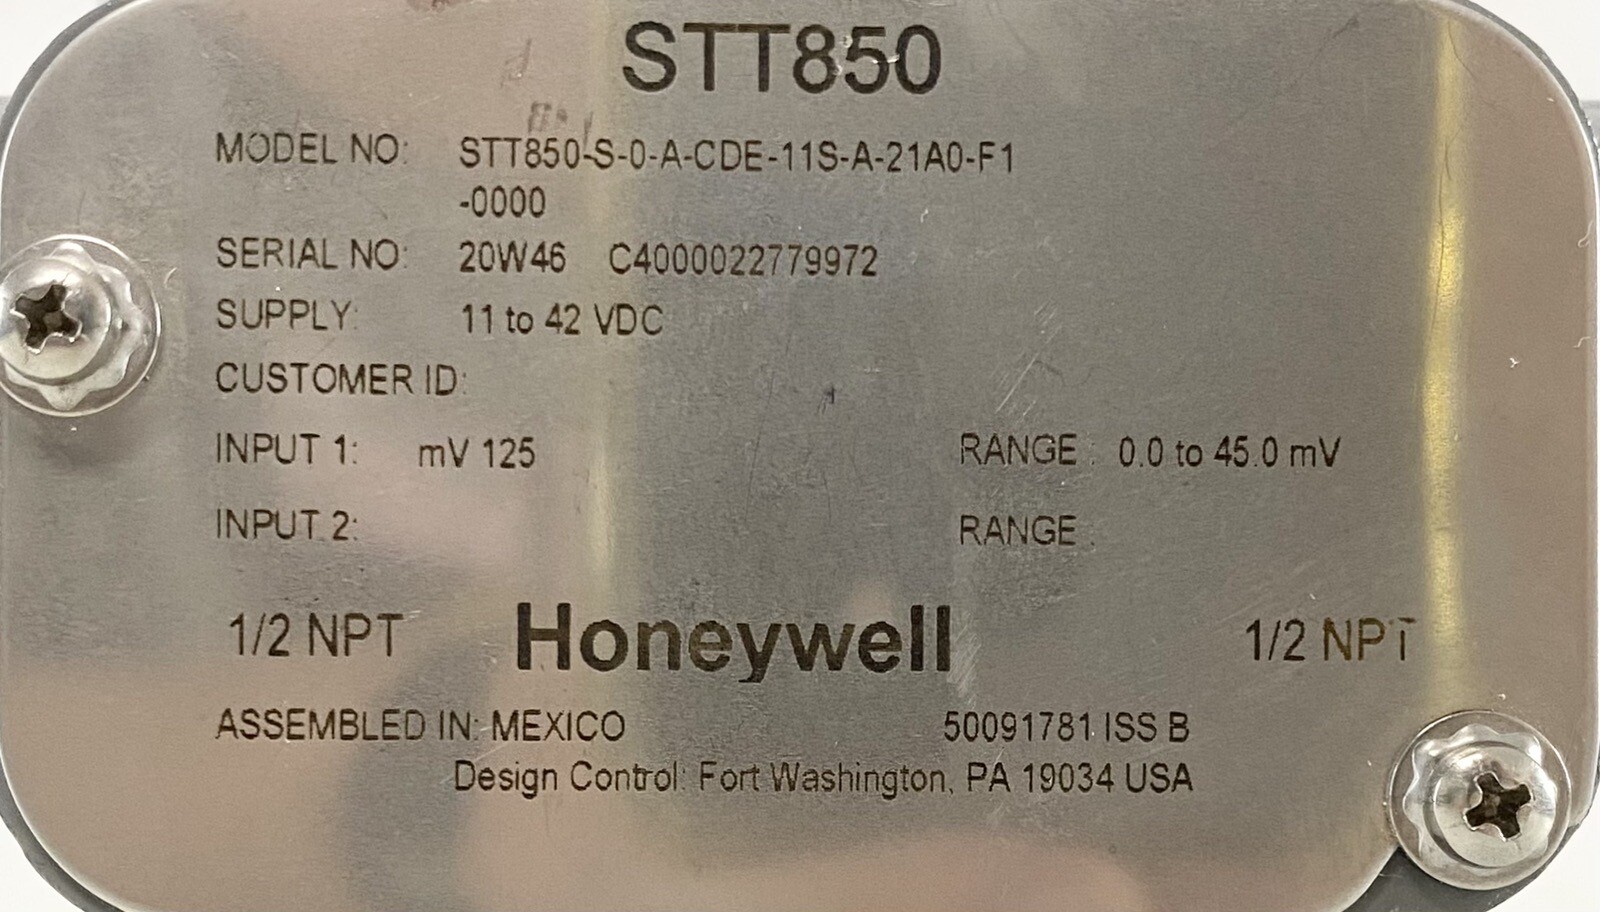 STT850
MODEL NO: STT850-S-0-A-CDE-11S-A-21A0-F1
-0000
SERIAL NO: 20W46 C4000022779972
SUPPLY: 11 to 42 VDC
CUSTOMER ID:
INPUT 1: mV 125 RANGE : 0.0 to 45.0 mV
INPUT 2: RANGE :
1/2 NPT Honeywell 1/2 NPT
ASSEMBLED IN: MEXICO 50091781 ISS B
Design Control: Fort Washington, PA 19034 USA